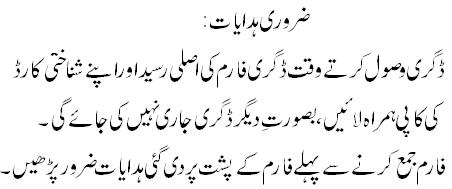 ضروری ہدایات :
ڈگری وصول کرتے وقت ڈگری فارم کی اصلی رسید اور اپنے شناختی کارڈ
کی کاپی ہمراہ لائیں، بصورتِ دیگر ڈگری جاری نہیں کی جائے گی ۔
فارم جمع کرنے سے پہلے فارم کے پشت پر دی گئی ہدایات ضرور پڑھیں ۔